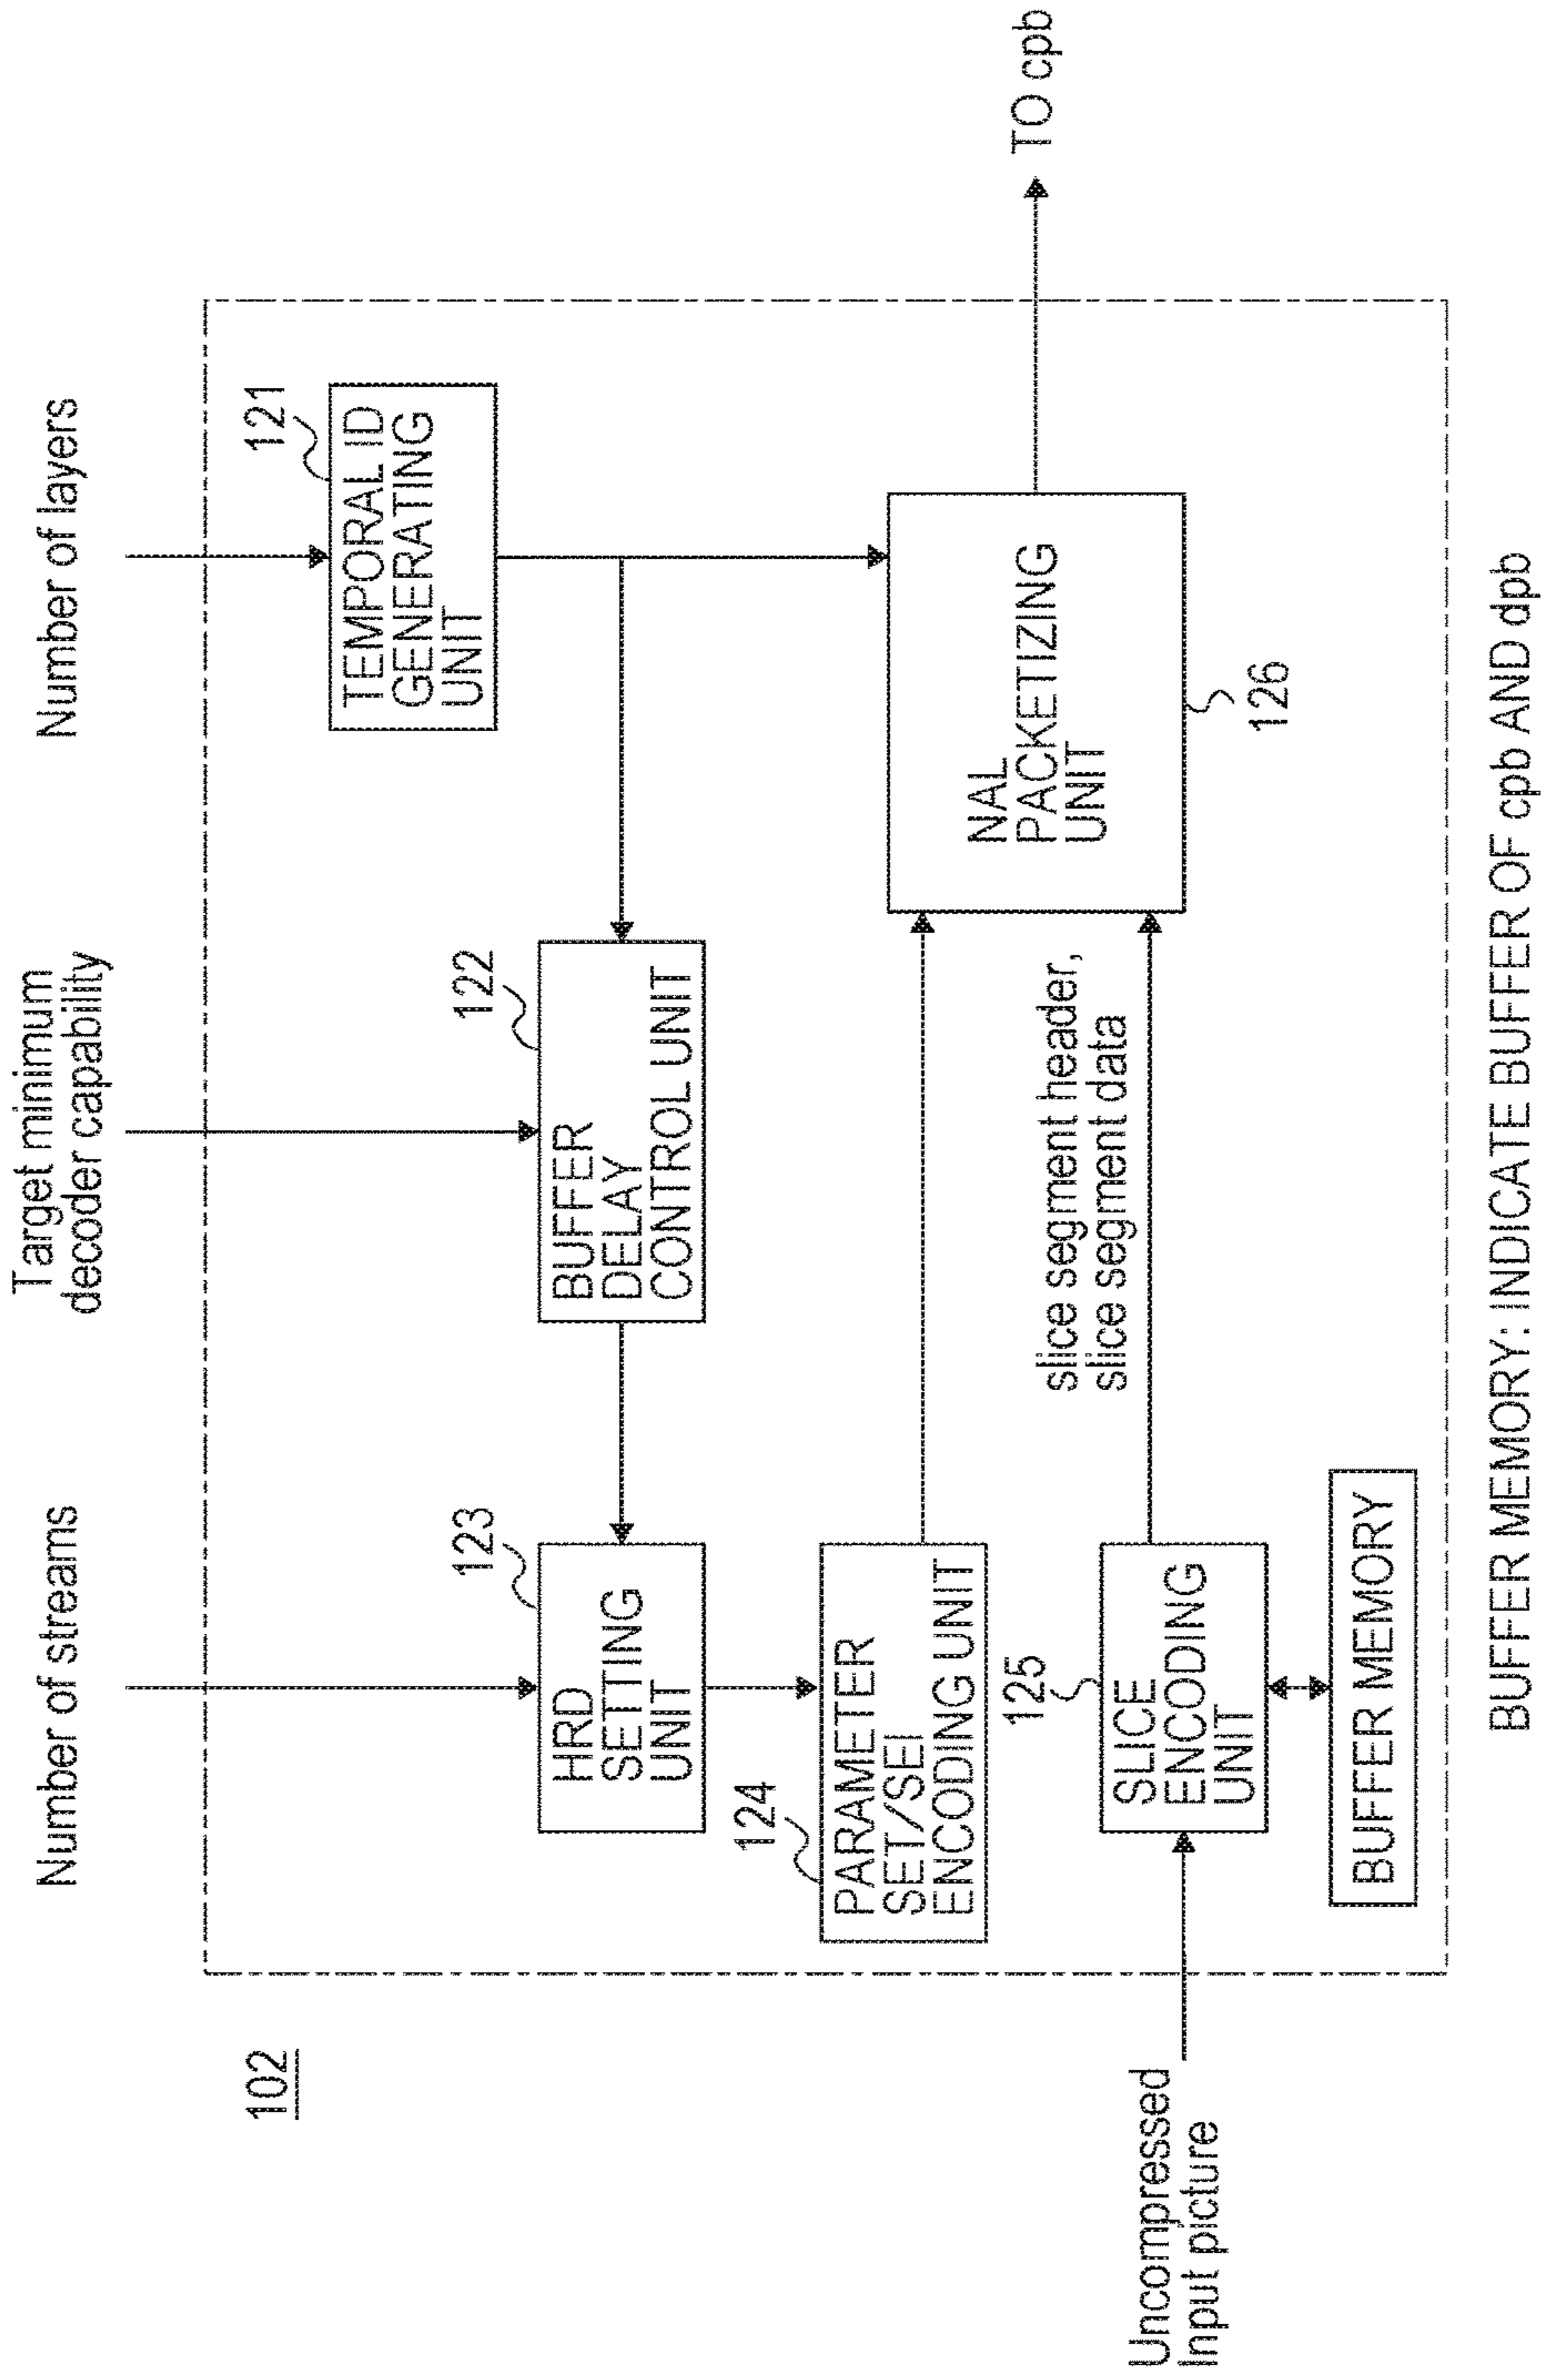 102
Number of streams
Target minimum
decoder capability
Number of layers
121
TEMPORAL ID
GENERATING
UNIT
122
BUFFER
DELAY
CONTROL UNIT
123
HRD
SETTING
UNIT
124
PARAMETER
SET/SEI
ENCODING UNIT
125
SLICE
ENCODING
UNIT
BUFFER MEMORY
Uncompressed
Input picture
slice segment header,
slice segment data
NAL
PACKETIZING
UNIT
126
TO cpb
BUFFER MEMORY: INDICATE BUFFER OF cpb AND dpb